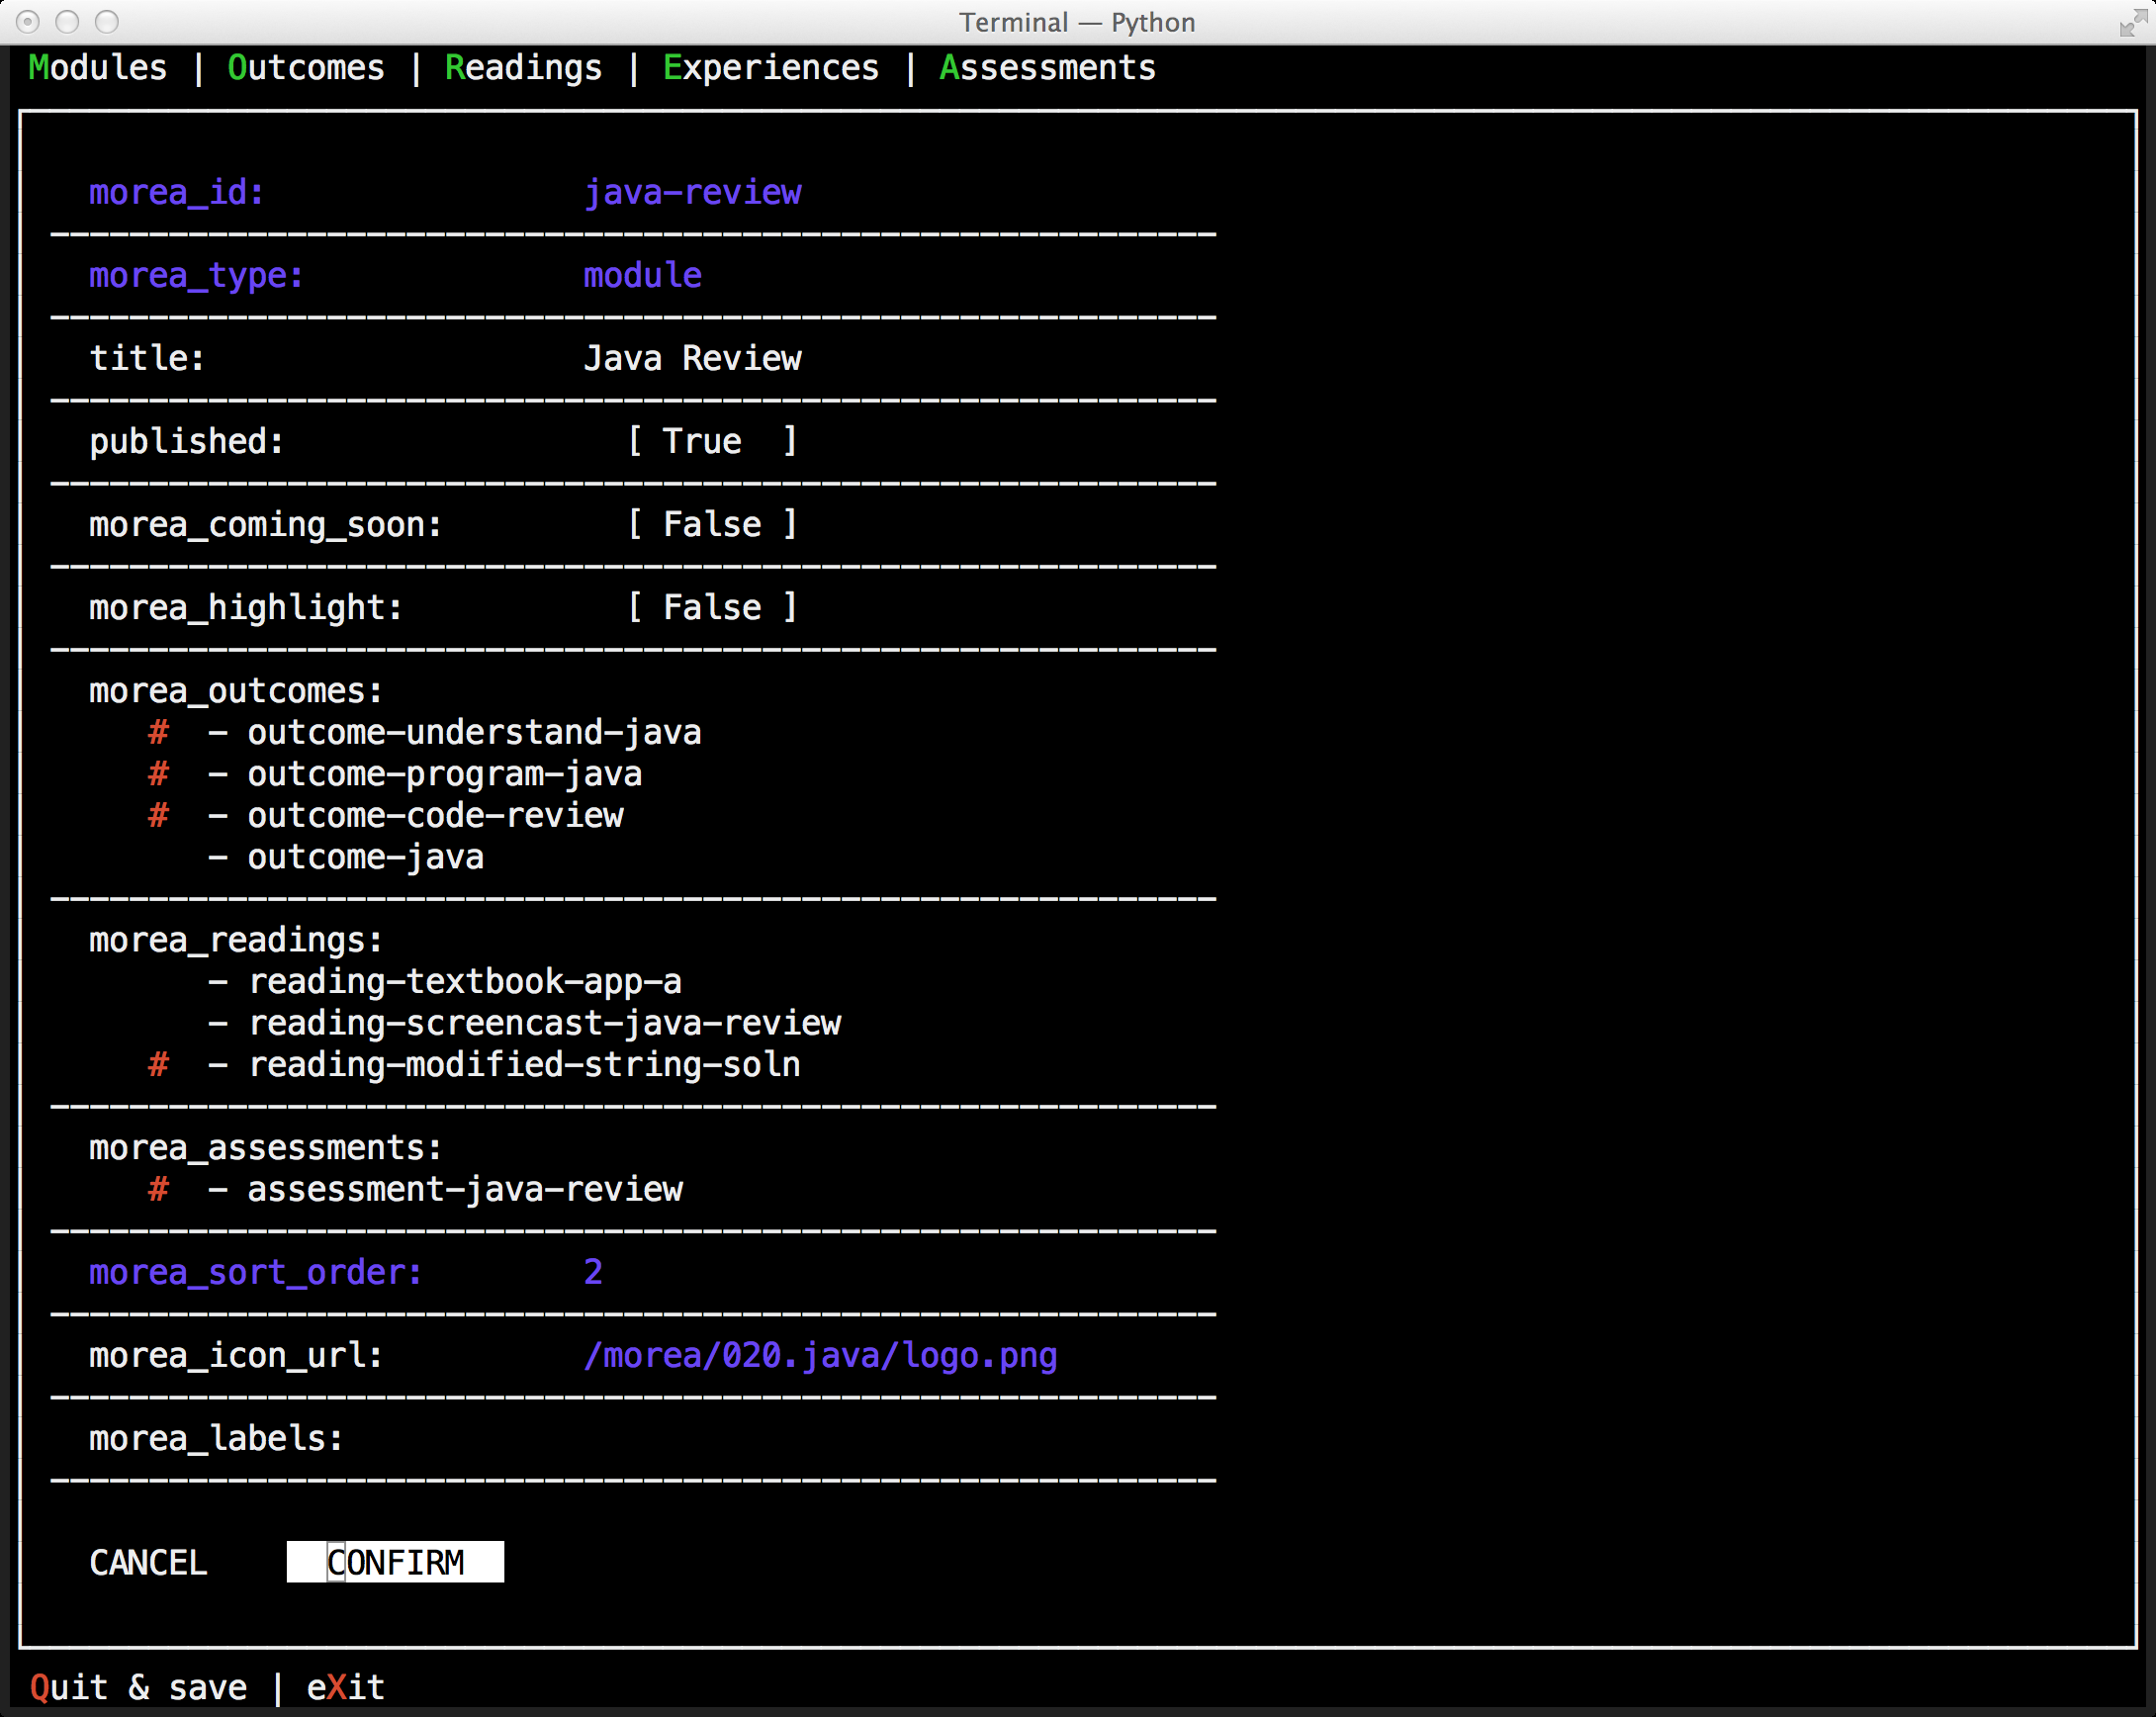 Terminal — Python
Modules | Outcomes | Readings | Experiences | Assessments
morea_id: java-review
morea_type: module
title: Java Review
published: [ True ]
morea_coming_soon: [ False ]
morea_highlight: [ False ]
morea_outcomes:
# - outcome-understand-java
# - outcome-program-java
# - outcome-code-review
- outcome-java
morea_readings:
- reading-textbook-app-a
- reading-screencast-java-review
# - reading-modified-string-soln
morea_assessments:
# - assessment-java-review
morea_sort_order: 2
morea_icon_url: /morea/020.java/logo.png
morea_labels:
CANCEL CONFIRM
Quit & save | eXit